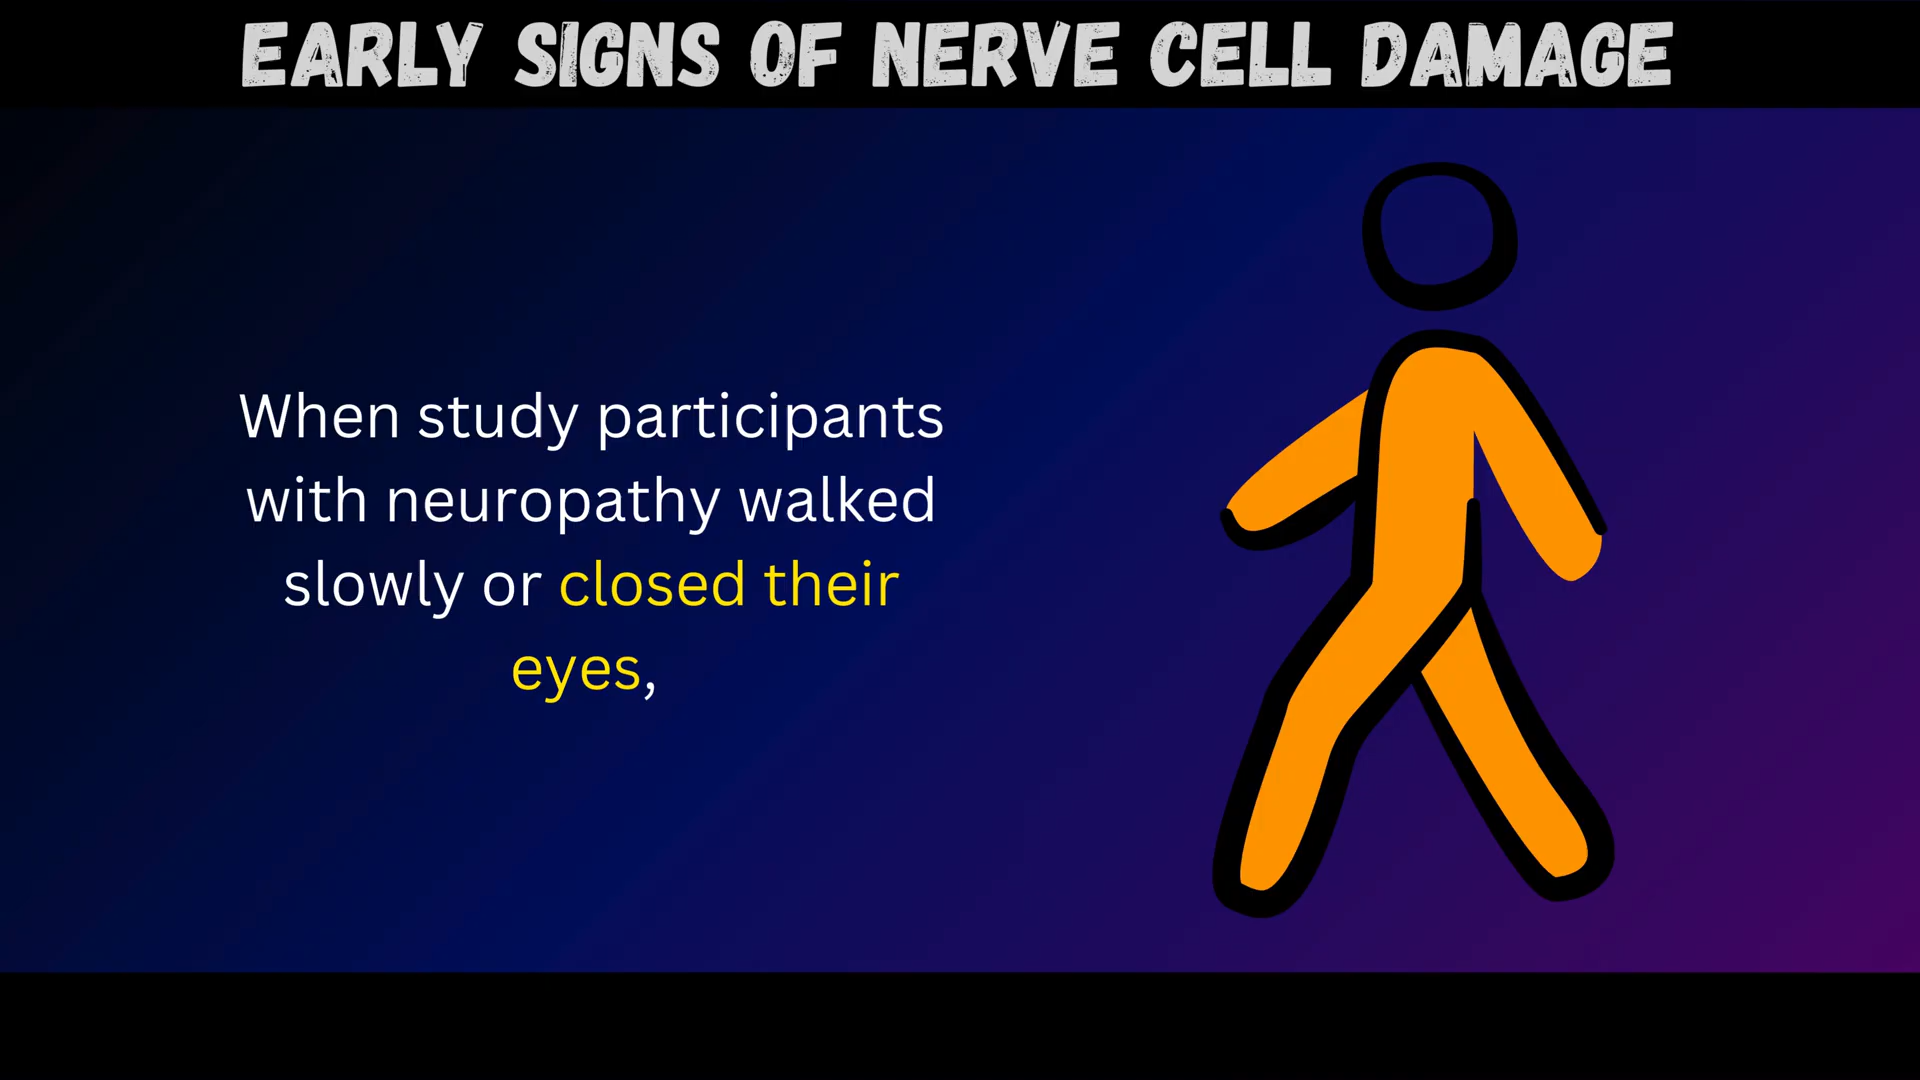 EARLY SIGNS OF NERVE CELL DAMAGE
When study participants
with neuropathy walked
slowly or closed their
eyes,